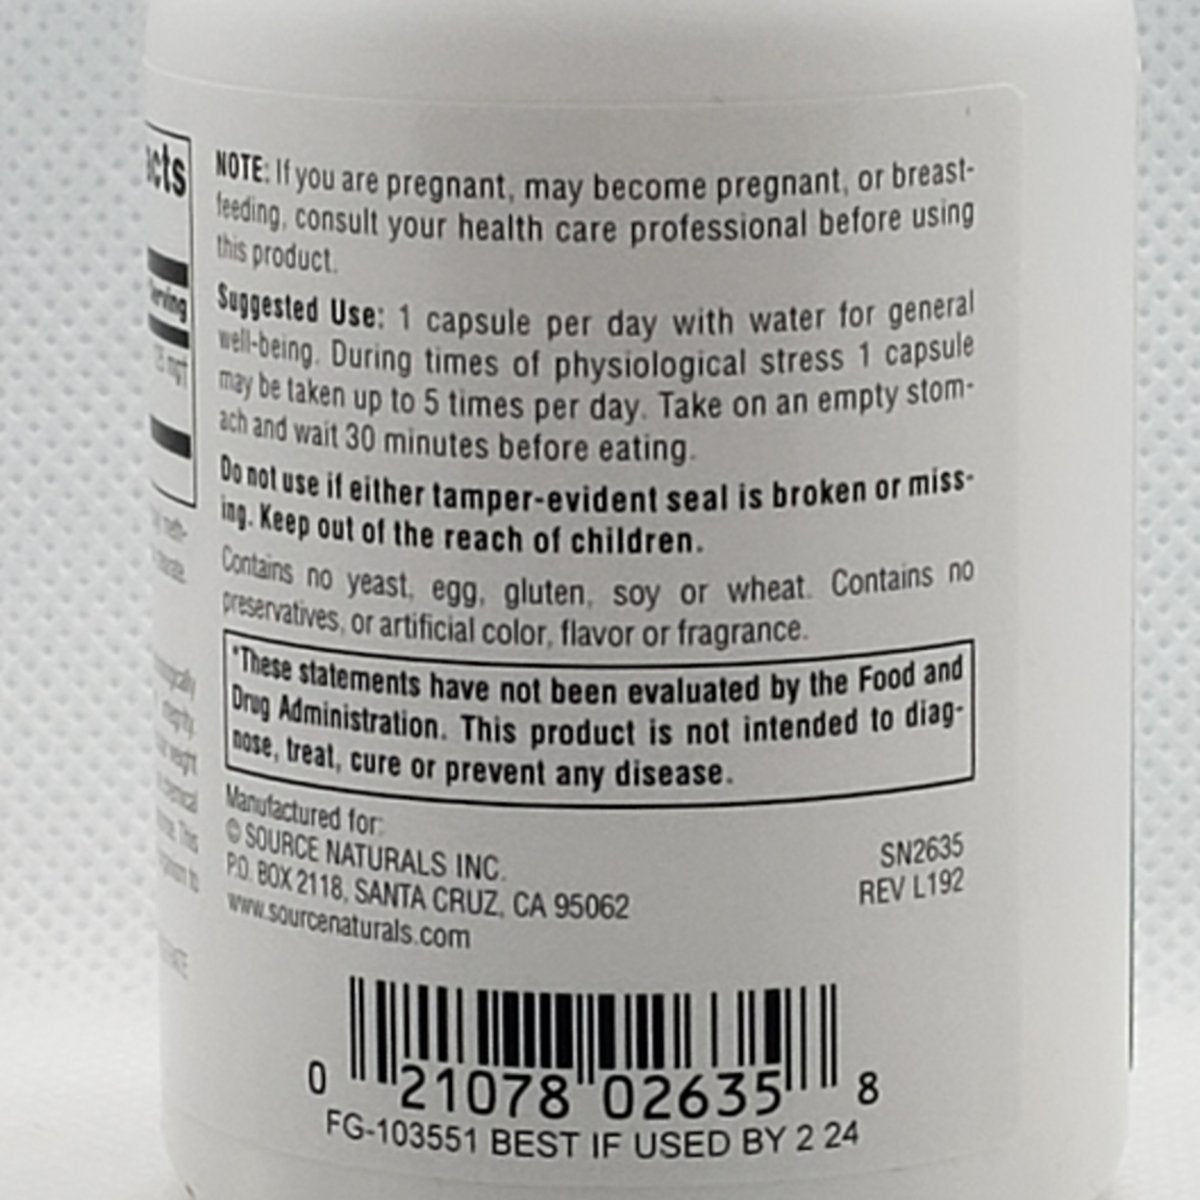 NOTE: If you are pregnant, may become pregnant, or breast-
feeding, consult your health care professional before using
this product.
Suggested Use: 1 capsule per day with water for general
well-being. During times of physiological stress 1 capsule
may be taken up to 5 times per day. Take on an empty stom-
ach and wait 30 minutes before eating.
Do not use if either tamper-evident seal is broken or miss-
ing. Keep out of the reach of children.
Contains no yeast, egg, gluten, soy or wheat. Contains no
preservatives, or artificial color, flavor or fragrance.
*These statements have not been evaluated by the Food and
Drug Administration. This product is not intended to diag-
nose, treat, cure or prevent any disease.
Manufactured for:
© SOURCE NATURALS INC.
P.O. BOX 2118, SANTA CRUZ, CA 95062
www.sourcenaturals.com
SN2635
REV L192
0 21078 02635 8
FG-103551 BEST IF USED BY 2 24